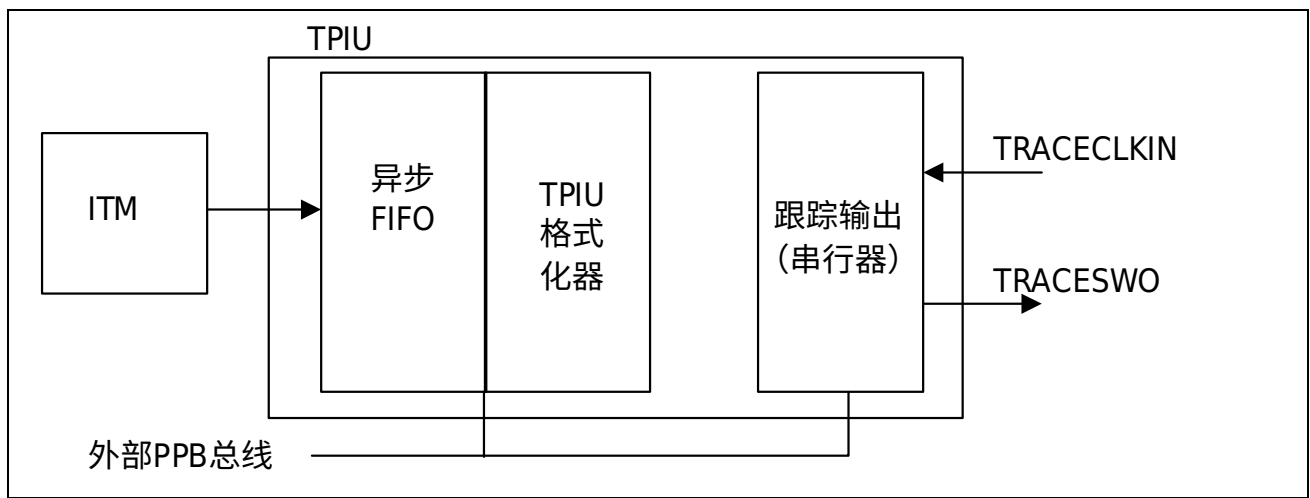 TPIU
ITM
异步
FIFO
TPIU
格式
化器
跟踪输出
（串行器）
TRACECLKIN
TRACESWO
外部PPB总线